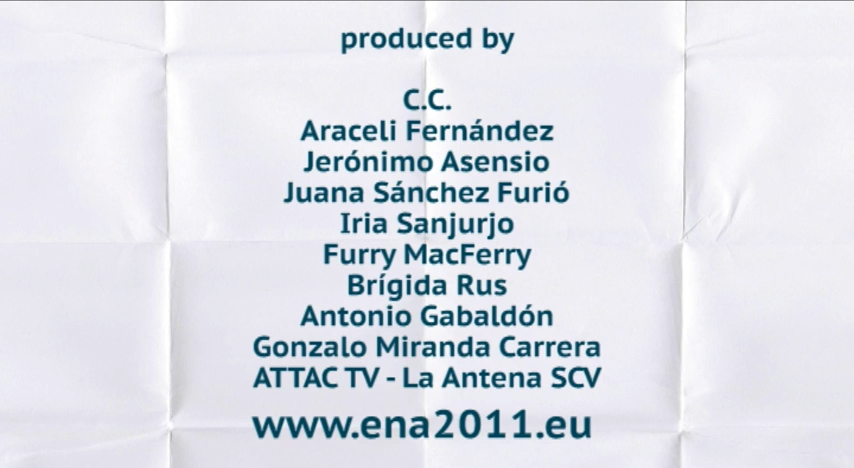 produced by
C.C.
Araceli Fernández
Jerónimo Asensio
Juana Sánchez Furió
Iria Sanjurjo
Furry MacFerry
Brígida Rus
Antonio Gabaldón
Gonzalo Miranda Carrera
ATTAC TV - La Antena SCV
www.ena2011.eu